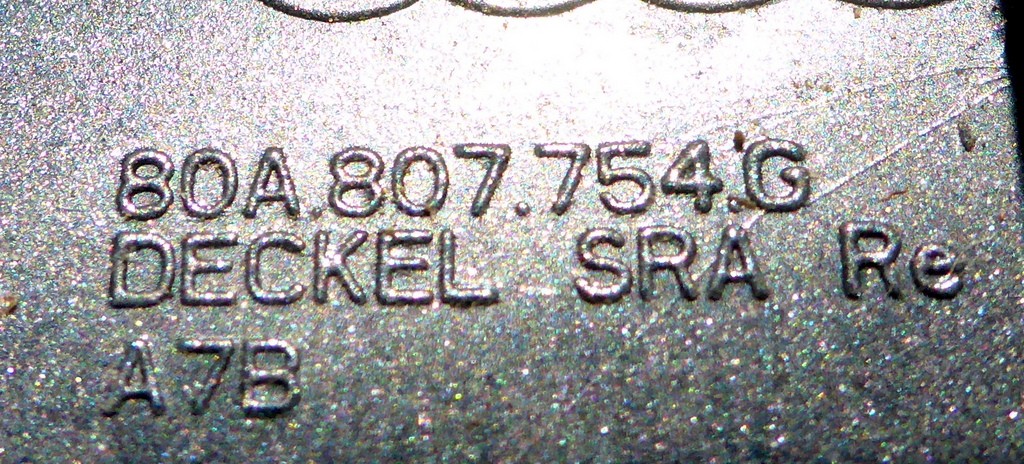 80A.807.754.G
DECKEL SRA Re
A7B